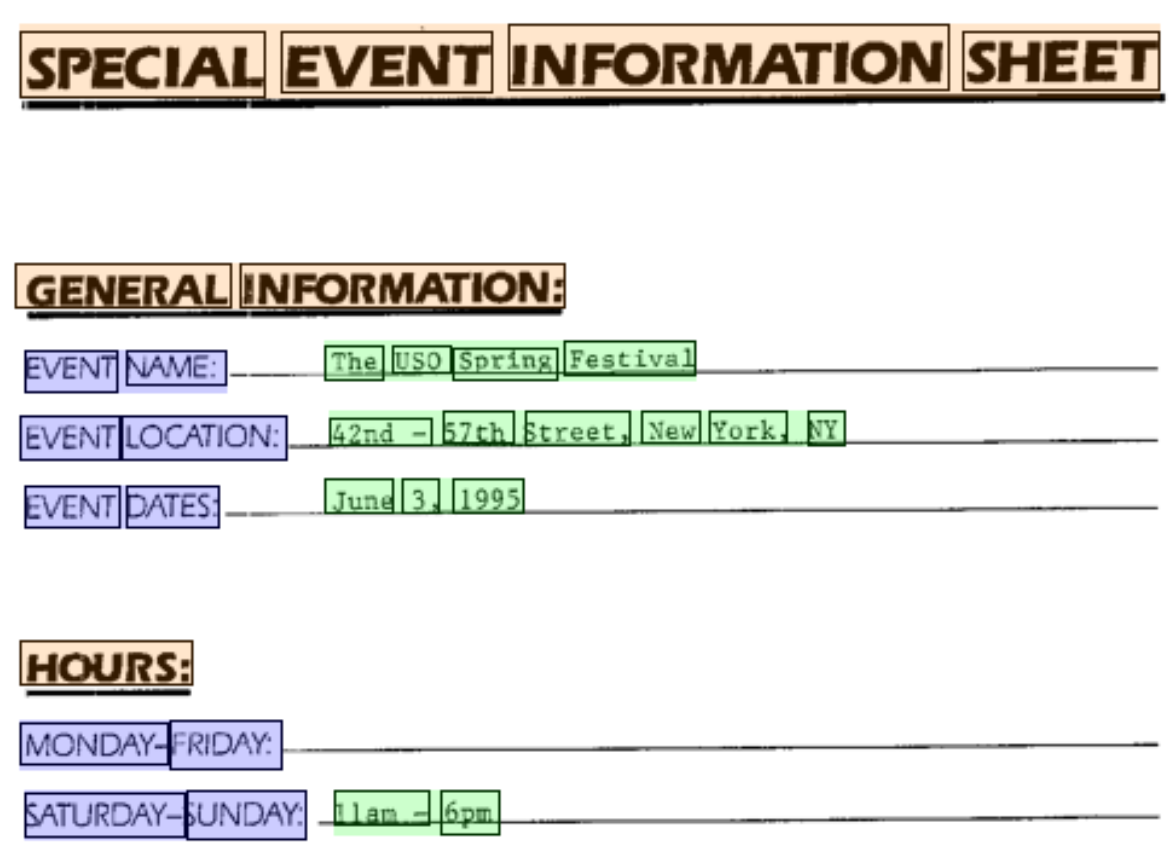 SPECIAL EVENT INFORMATION SHEET
GENERAL INFORMATION:
EVENT NAME: The USO Spring Festival
EVENT LOCATION: 42nd - 57th Street, New York, NY
EVENT DATES: June 3, 1995
HOURS:
MONDAY-FRIDAY:
SATURDAY-SUNDAY: 11am - 6pm